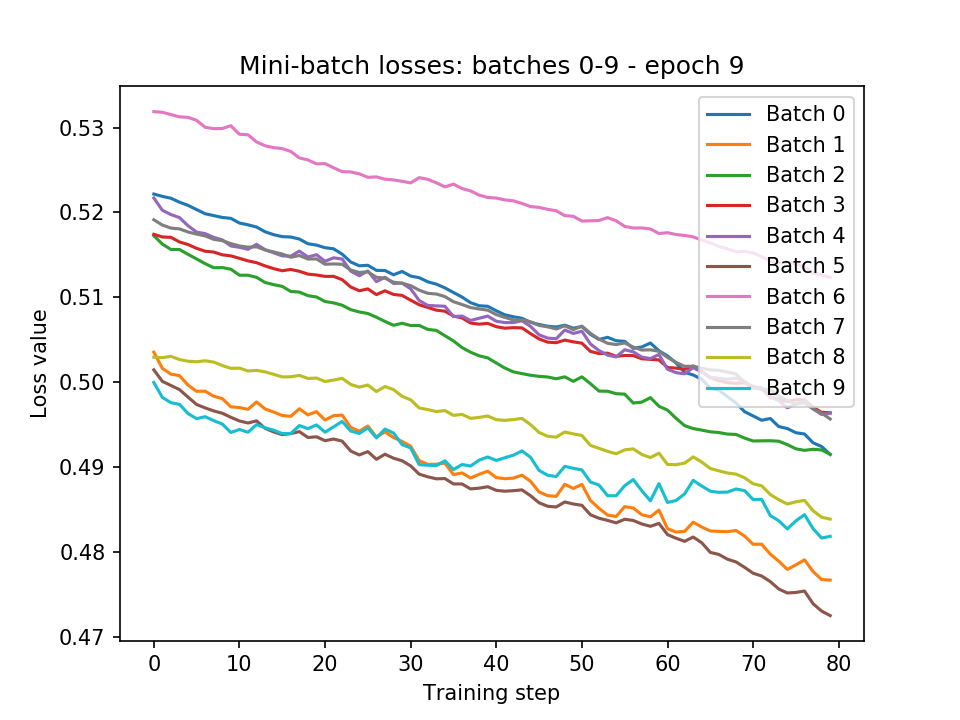 Mini-batch losses: batches 0-9 - epoch 9
0.53
0.52
0.51
0.50
0.49
0.48
0.47
Loss value
0
10
20
30
40
50
60
70
80
Training step
Batch 0
Batch 1
Batch 2
Batch 3
Batch 4
Batch 5
Batch 6
Batch 7
Batch 8
Batch 9